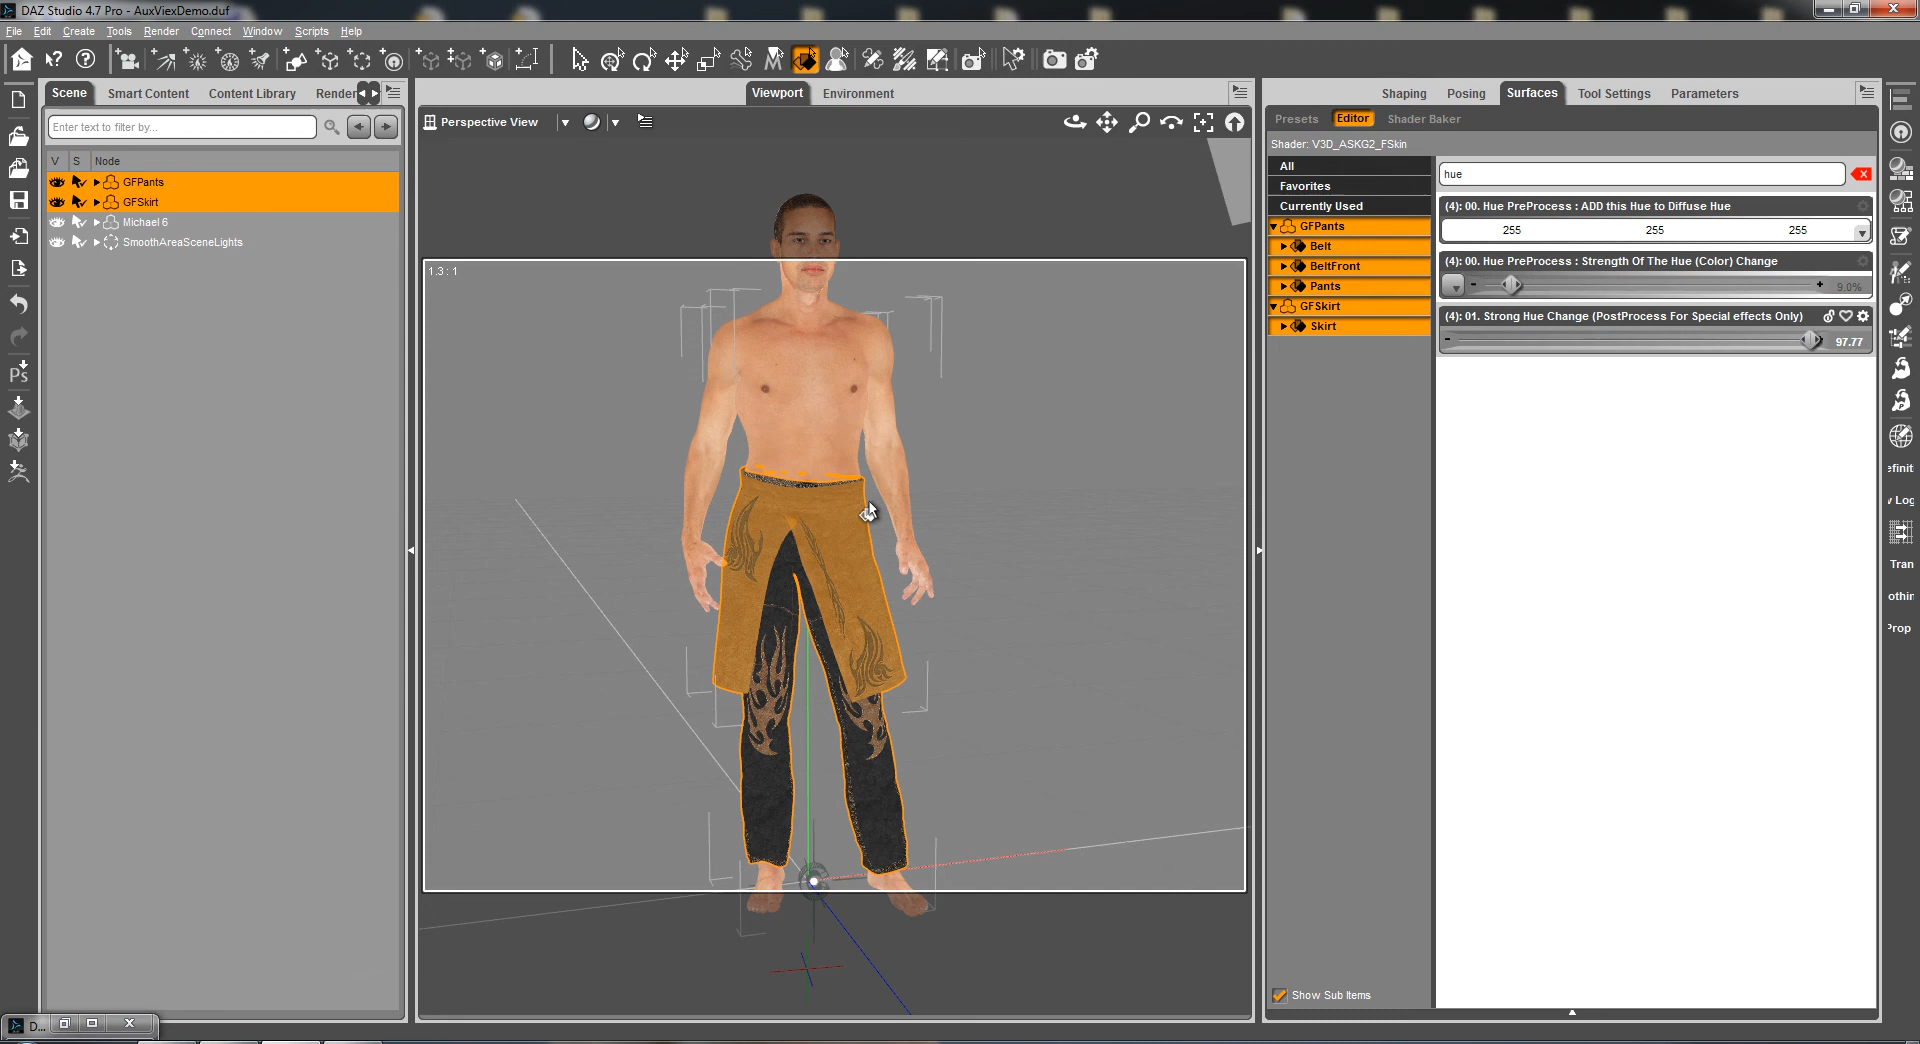 DAZ Studio 4.7 Pro - AuxViexDemo.duf
File Edit Create Tools Render Connect Window Scripts Help
Scene Smart Content Content Library Render
Viewport Environment
Shaping Posing Surfaces Tool Settings Parameters
Enter text to filter by...
V S Node
GFPants
GFSkirt
Michael 6
SmoothAreaSceneLights
Perspective View
1.3 : 1
Presets Editor Shader Baker
Shader: V3D_ASKG2_FSkin
All
Favorites
Currently Used
GFPants
Belt
BeltFront
Pants
GFSkirt
Skirt
Show Sub Items
hue
(4): 00. Hue PreProcess : ADD this Hue to Diffuse Hue
255 255 255
(4): 00. Hue PreProcess : Strength Of The Hue (Color) Change
9.0%
(4): 01. Strong Hue Change (PostProcess For Special effects Only)
97.77
efinit
v Log
Tran
othin
Prop
D...